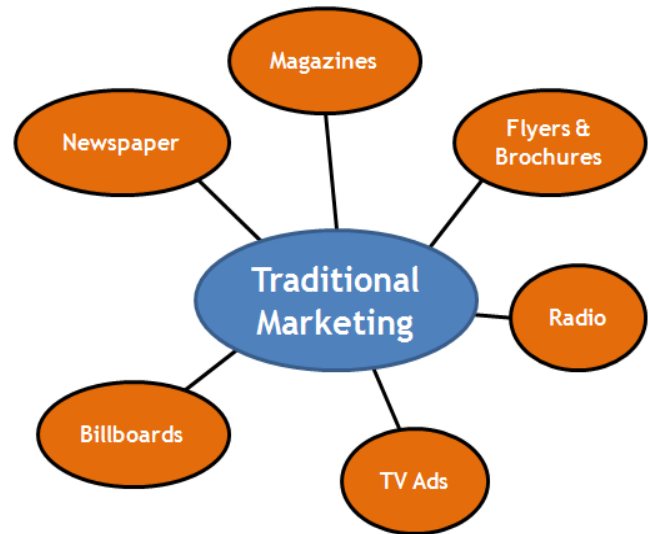 Magazines
Newspaper
Flyers &
Brochures
Traditional
Marketing
Radio
Billboards
TV Ads